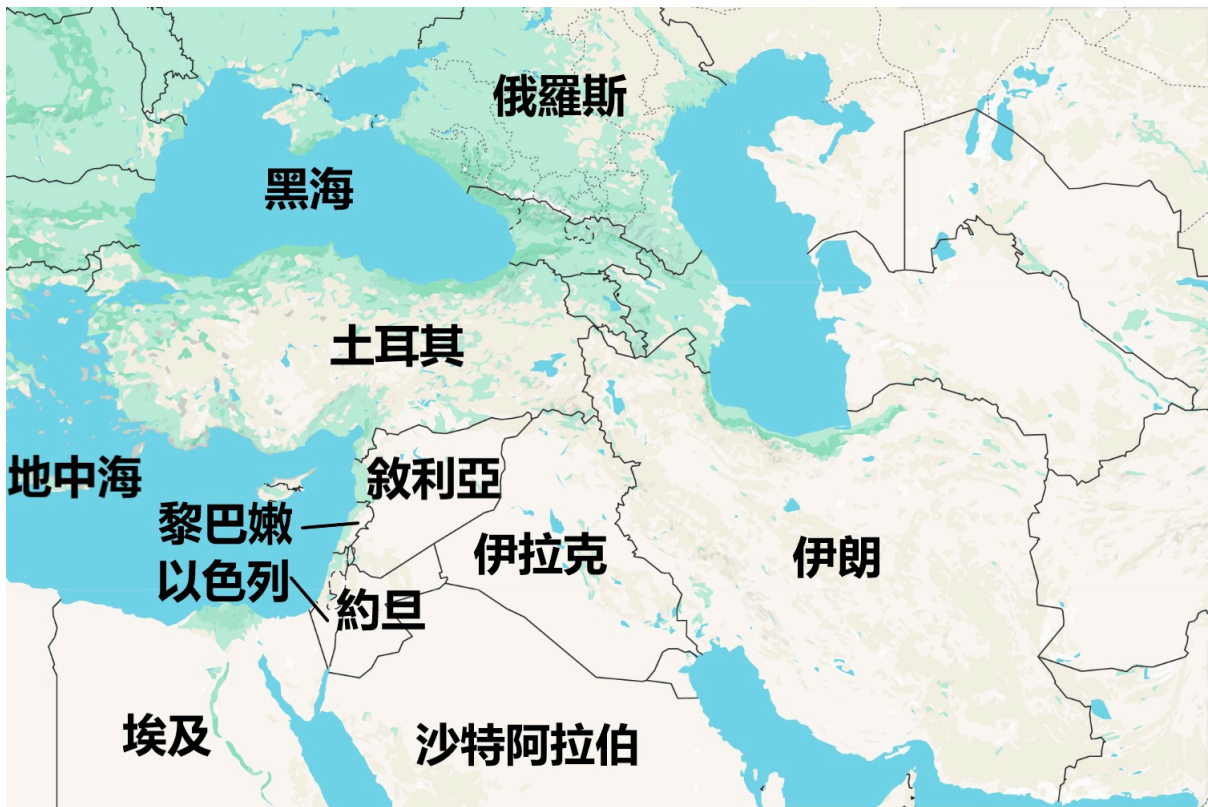 俄羅斯
黑海
土耳其
地中海
敘利亞
黎巴嫩
伊拉克
伊朗
以色列
約旦
埃及
沙特阿拉伯